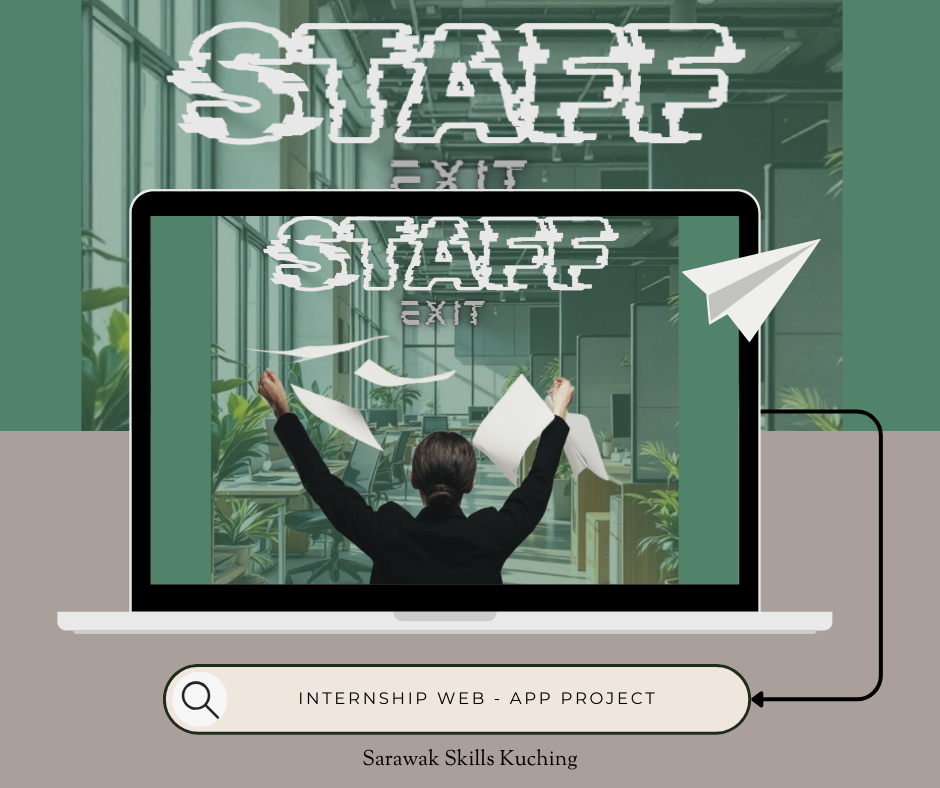 STAFF
EXIT
STAFF
EXIT
INTERNSHIP WEB - APP PROJECT
Sarawak Skills Kuching